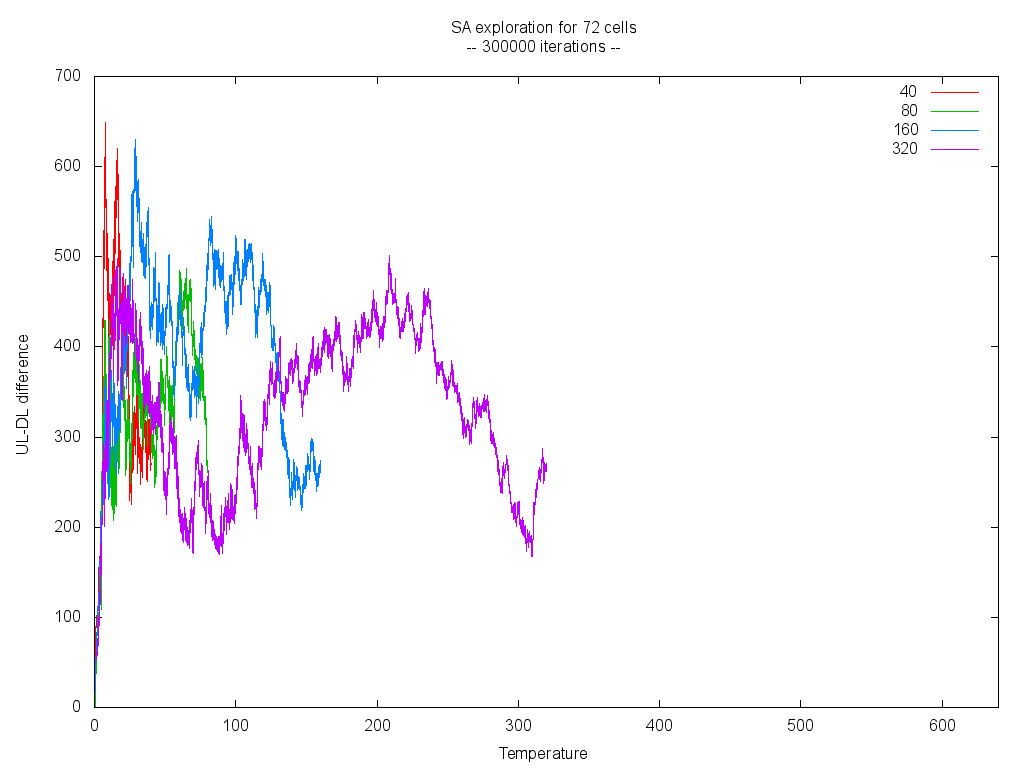 SA exploration for 72 cells
-- 300000 iterations --
700
600
500
400
300
200
100
0
UL-DL difference
40
80
160
320
0 100 200 300 400 500 600
Temperature